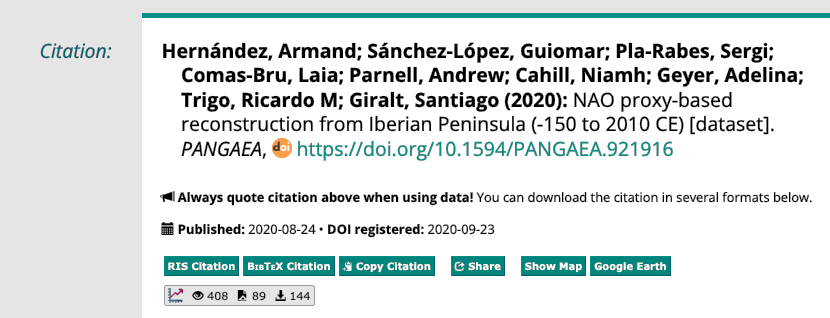 Citation:
Hernández, Armand; Sánchez-López, Guiomar; Pla-Rabes, Sergi;
Comas-Bru, Laia; Parnell, Andrew; Cahill, Niamh; Geyer, Adelina;
Trigo, Ricardo M; Giralt, Santiago (2020): NAO proxy-based
reconstruction from Iberian Peninsula (-150 to 2010 CE) [dataset].
PANGAEA, doi https://doi.org/10.1594/PANGAEA.921916
Always quote citation above when using data! You can download the citation in several formats below.
Published: 2020-08-24 • DOI registered: 2020-09-23
RIS Citation BIBTEX Citation Copy Citation Share Show Map Google Earth
408 89 144